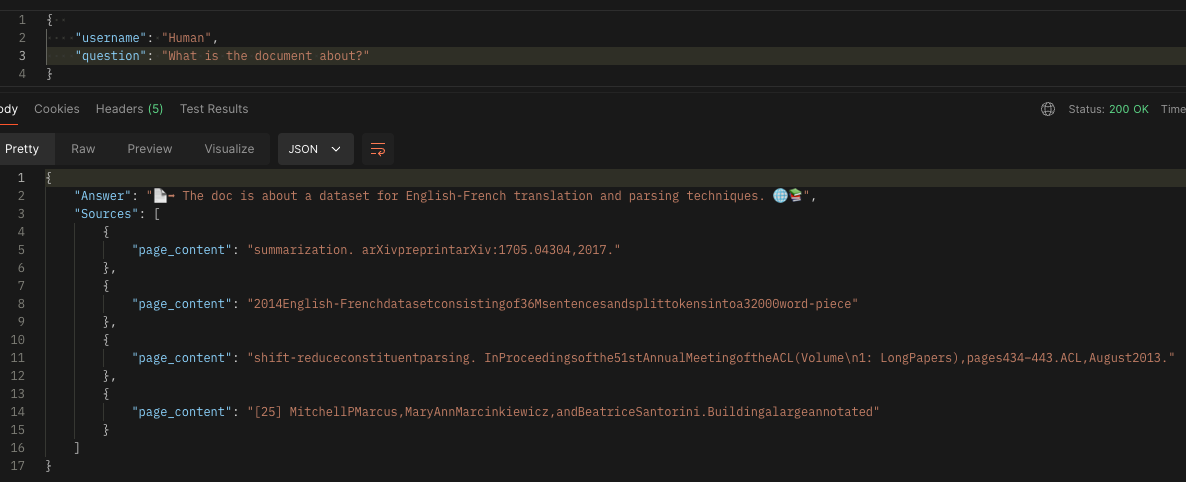 1 {
2 "username": "Human",
3 "question": "What is the document about?"
4 }
ody Cookies Headers (5) Test Results Status: 200 OK Time
Pretty Raw Preview Visualize JSON
1 {
2 "Answer": "📄➡ The doc is about a dataset for English-French translation and parsing techniques. 🌐📚",
3 "Sources": [
4 {
5 "page_content": "summarization. arXivpreprintarXiv:1705.04304,2017."
6 },
7 {
8 "page_content": "2014English-Frenchdatasetconsistingof36Msentencesandsplittokensintoa32000word-piece"
9 },
10 {
11 "page_content": "shift-reduceconstituentparsing. InProceedingsofthe51stAnnualMeetingoftheACL(Volume\n1: LongPapers),pages434–443.ACL,August2013."
12 },
13 {
14 "page_content": "[25] MitchellPMarcus,MaryAnnMarcinkiewicz,andBeatriceSantorini.Buildingalargeannotated"
15 }
16 ]
17 }